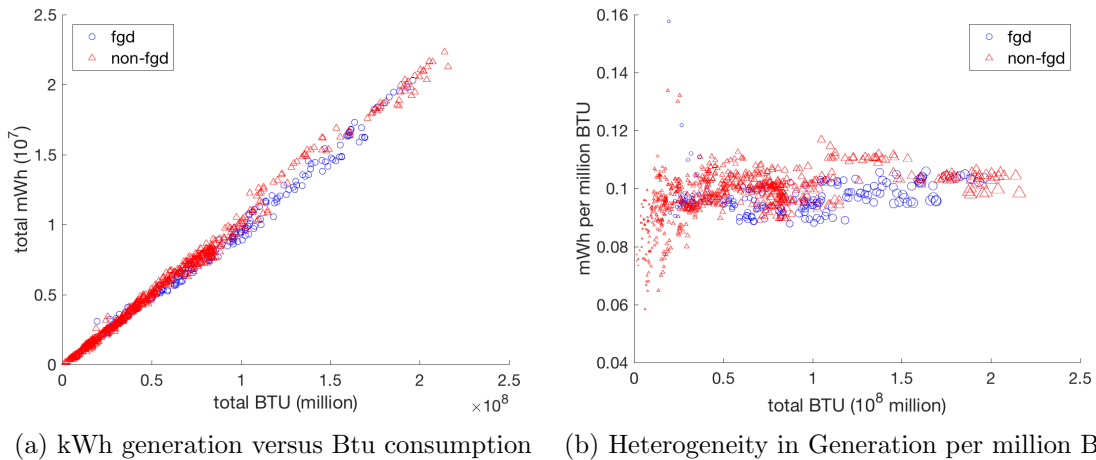 2.5
fgd
non-fgd
2
1.5
1
0.5
0
total mWh (10^7)
0
0.5
1
1.5
2
2.5
total BTU (million)
×10^8
(a) kWh generation versus Btu consumption
0.16
fgd
non-fgd
0.14
0.12
0.1
0.08
0.06
0.04
mWh per million BTU
0
0.5
1
1.5
2
2.5
total BTU (10^8 million)
(b) Heterogeneity in Generation per million B